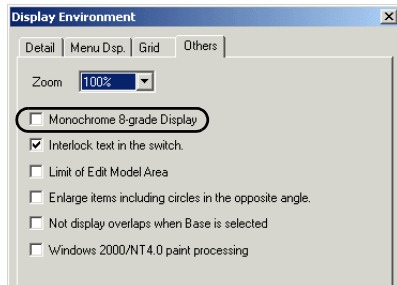 Display Environment
Detail Menu Dsp. Grid Others
Zoom 100%
Monochrome 8-grade Display
Interlock text in the switch.
Limit of Edit Model Area
Enlarge items including circles in the opposite angle.
Not display overlaps when Base is selected
Windows 2000/NT4.0 paint processing